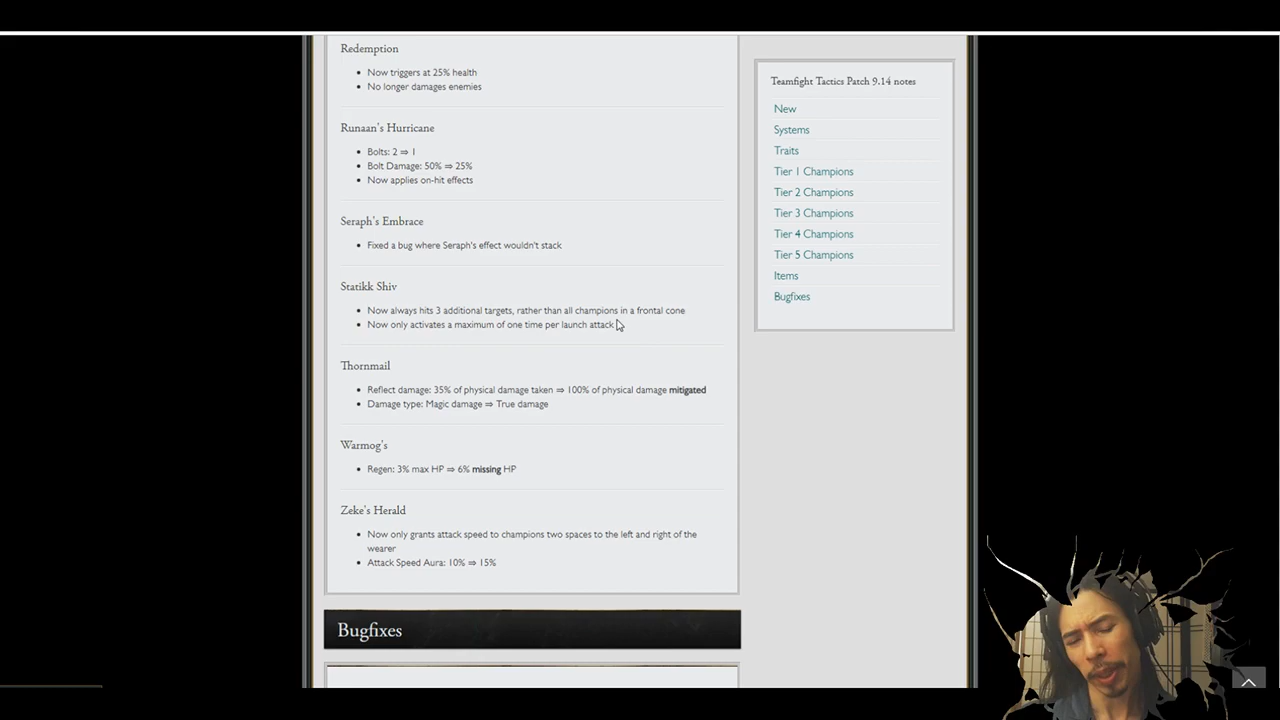 Redemption
Now triggers at 25% health
No longer damages enemies
Runaan's Hurricane
Bolts: 2 ⇒ 1
Bolt Damage: 50% ⇒ 25%
Now applies on-hit effects
Seraph's Embrace
Fixed a bug where Seraph's effect wouldn't stack
Statikk Shiv
Now always hits 3 additional targets, rather than all champions in a frontal cone
Now only activates a maximum of one time per launch attack
Thornmail
Reflect damage: 35% of physical damage taken ⇒ 100% of physical damage mitigated
Damage type: Magic damage ⇒ True damage
Warmog's
Regen: 3% max HP ⇒ 6% missing HP
Zeke's Herald
Now only grants attack speed to champions two spaces to the left and right of the
wearer
Attack Speed Aura: 10% ⇒ 15%
Bugfixes
Teamfight Tactics Patch 9.14 notes
New
Systems
Traits
Tier 1 Champions
Tier 2 Champions
Tier 3 Champions
Tier 4 Champions
Tier 5 Champions
Items
Bugfixes